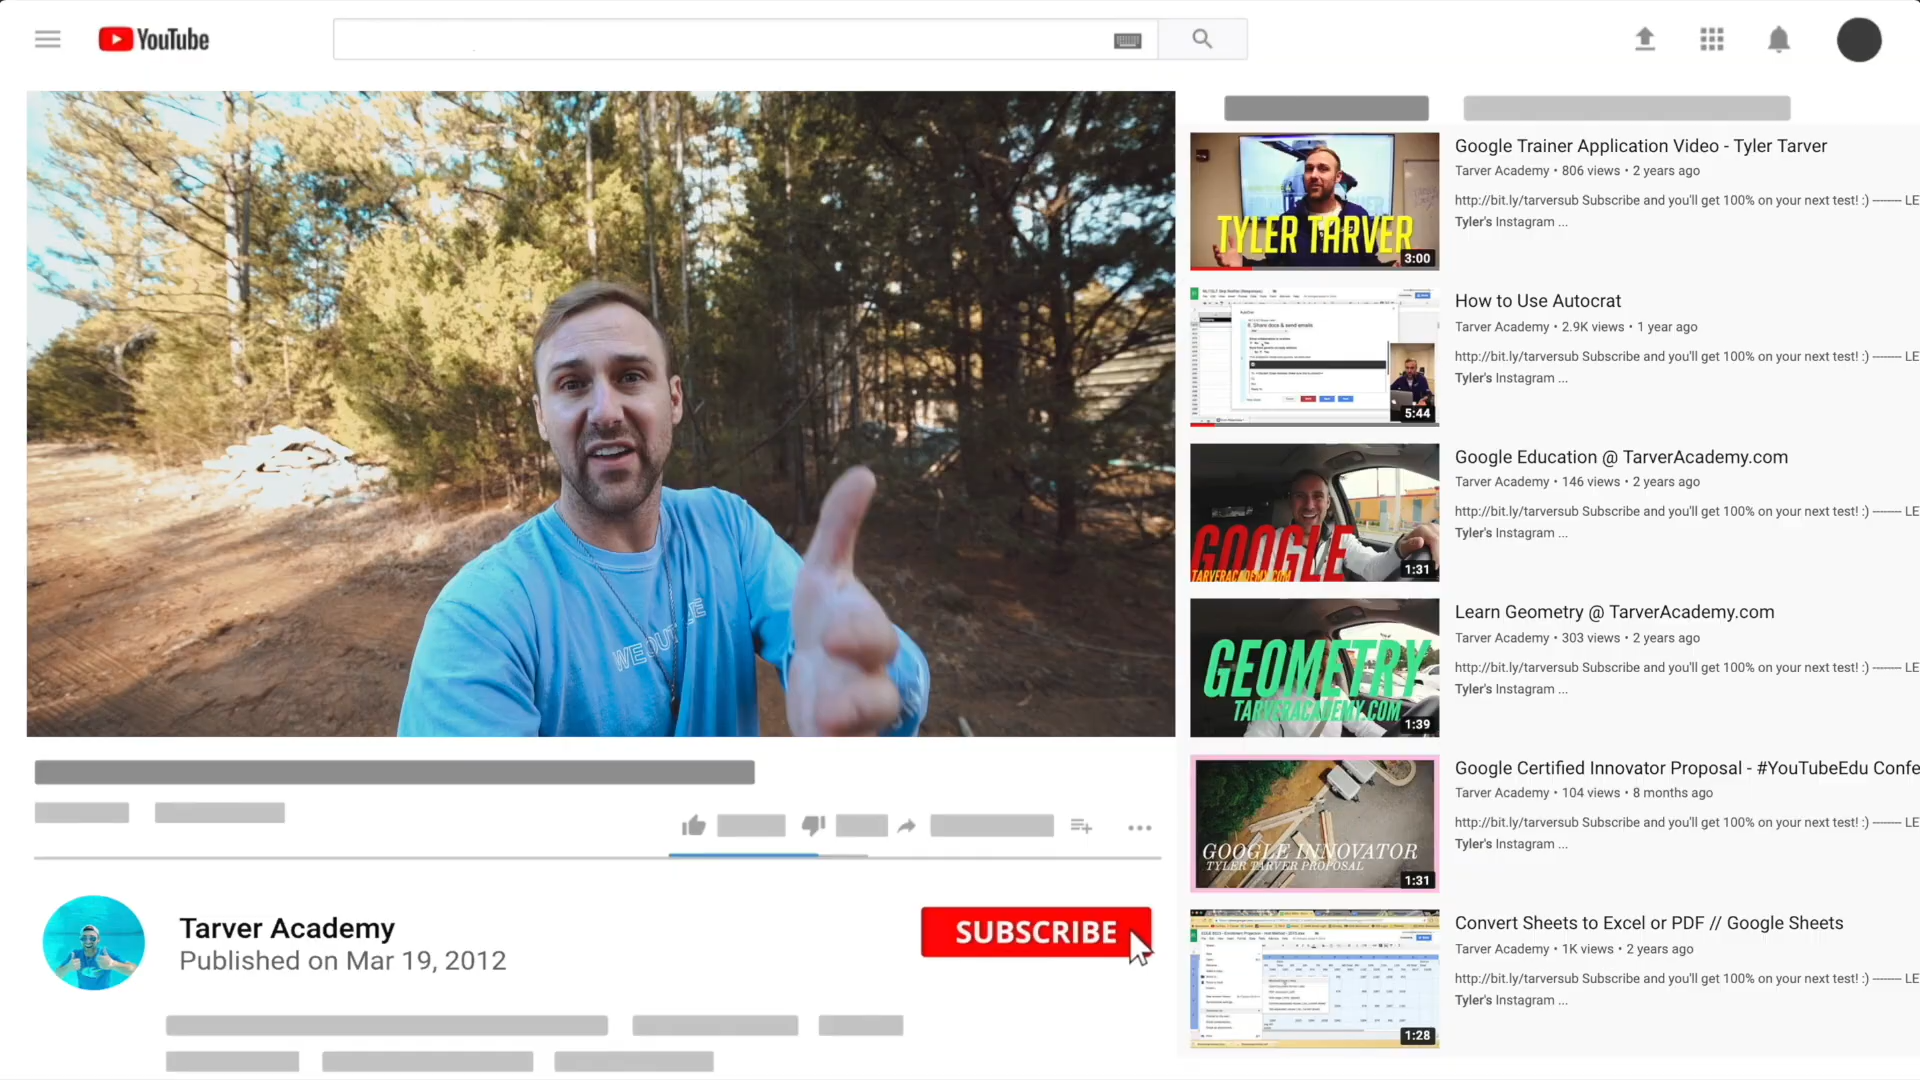 YouTube
WE OUT HERE
Tarver Academy
Published on Mar 19, 2012
SUBSCRIBE
TYLER TARVER
3:00
Google Trainer Application Video - Tyler Tarver
Tarver Academy • 806 views • 2 years ago
http://bit.ly/tarversub Subscribe and you'll get 100% on your next test! :) -------- LE
Tyler's Instagram ...
8. Share docs & send emails
5:44
How to Use Autocrat
Tarver Academy • 2.9K views • 1 year ago
http://bit.ly/tarversub Subscribe and you'll get 100% on your next test! :) -------- LE
Tyler's Instagram ...
GOOGLE
TARVERACADEMY.COM
1:31
Google Education @ TarverAcademy.com
Tarver Academy • 146 views • 2 years ago
http://bit.ly/tarversub Subscribe and you'll get 100% on your next test! :) -------- LE
Tyler's Instagram ...
GEOMETRY
TARVERACADEMY.COM
1:39
Learn Geometry @ TarverAcademy.com
Tarver Academy • 303 views • 2 years ago
http://bit.ly/tarversub Subscribe and you'll get 100% on your next test! :) -------- LE
Tyler's Instagram ...
GOOGLE INNOVATOR
TYLER TARVER PROPOSAL
1:31
Google Certified Innovator Proposal - #YouTubeEdu Confe
Tarver Academy • 104 views • 8 months ago
http://bit.ly/tarversub Subscribe and you'll get 100% on your next test! :) -------- LE
Tyler's Instagram ...
1:28
Convert Sheets to Excel or PDF // Google Sheets
Tarver Academy • 1K views • 2 years ago
http://bit.ly/tarversub Subscribe and you'll get 100% on your next test! :) -------- LE
Tyler's Instagram ...